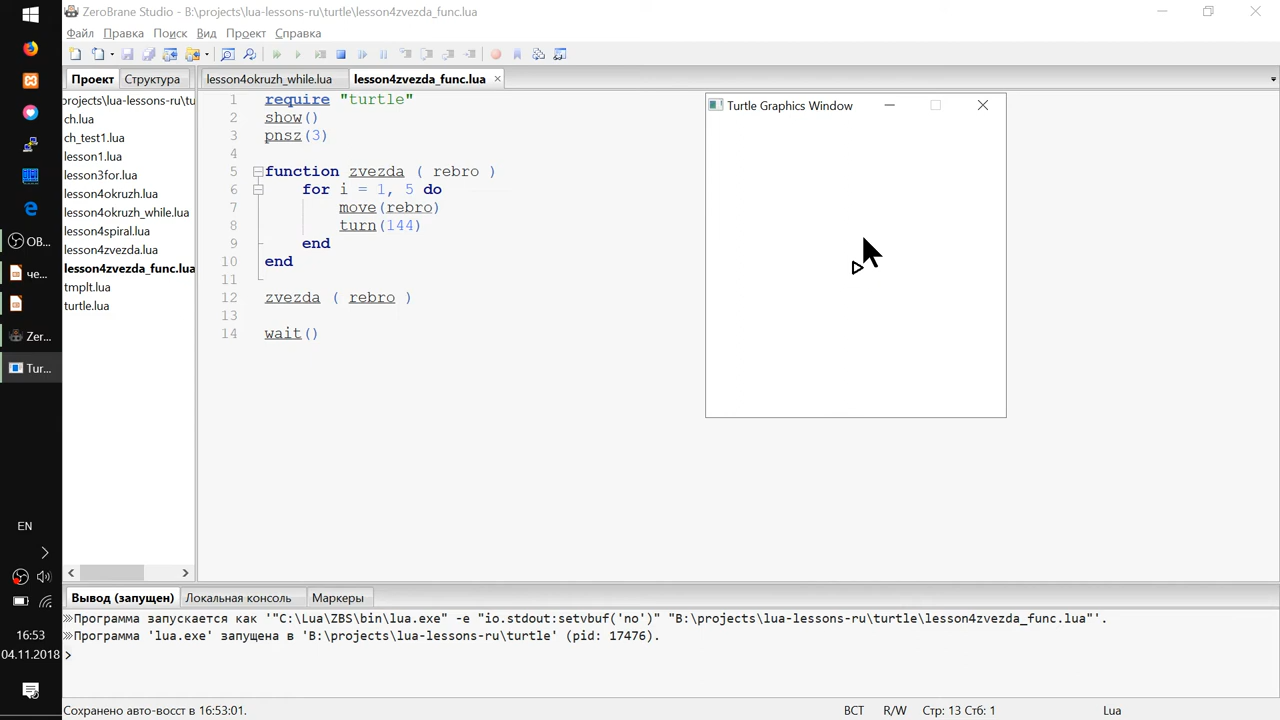 ZeroBrane Studio - B:\projects\lua-lessons-ru\turtle\lesson4zvezda_func.lua
Файл Правка Поиск Вид Проект Справка
Проект Структура
lesson4okruzh_while.lua lesson4zvezda_func.lua
projects\lua-lessons-ru\tu
ch.lua
ch_test1.lua
lesson1.lua
lesson3for.lua
lesson4okruzh.lua
lesson4okruzh_while.lua
lesson4spiral.lua
lesson4zvezda.lua
lesson4zvezda_func.lua
tmplt.lua
turtle.lua
1 require "turtle"
2 show()
3 pnsz(3)
4
5 function zvezda ( rebro )
6 for i = 1, 5 do
7 move(rebro)
8 turn(144)
9 end
10 end
11
12 zvezda ( rebro )
13
14 wait()
Turtle Graphics Window
OB...
че...
Zer...
Tur...
EN
16:53
04.11.2018
Вывод (запущен) Локальная консоль Маркеры
Программа запускается как '"C:\Lua\ZBS\bin\lua.exe" -e "io.stdout:setvbuf('no')" "B:\projects\lua-lessons-ru\turtle\lesson4zvezda_func.lua"'.
Программа 'lua.exe' запущена в 'B:\projects\lua-lessons-ru\turtle' (pid: 17476).
Сохранено авто-восст в 16:53:01.
ВСТ R/W Стр: 13 Стб: 1 Lua